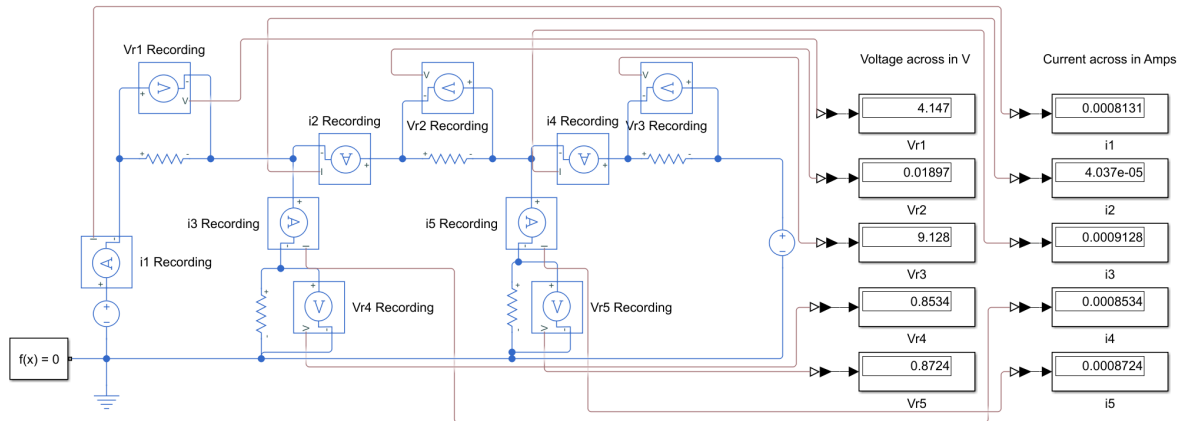 Vr1 Recording
V
+
-
V
i2 Recording
A
-
+
I
Vr2 Recording
V
V
-
+
i4 Recording
A
-
+
I
Vr3 Recording
V
V
-
+
+ -
+ -
+ -
i3 Recording
A
+
-
I
i5 Recording
A
+
-
I
i1 Recording
A
I
-
+
Vr4 Recording
V
+
-
V
Vr5 Recording
V
+
-
V
+
-
+
-
+
-
+
-
f(x) = 0
Voltage across in V
4.147
Vr1
0.01897
Vr2
9.128
Vr3
0.8534
Vr4
0.8724
Vr5
Current across in Amps
0.0008131
i1
4.037e-05
i2
0.0009128
i3
0.0008534
i4
0.0008724
i5